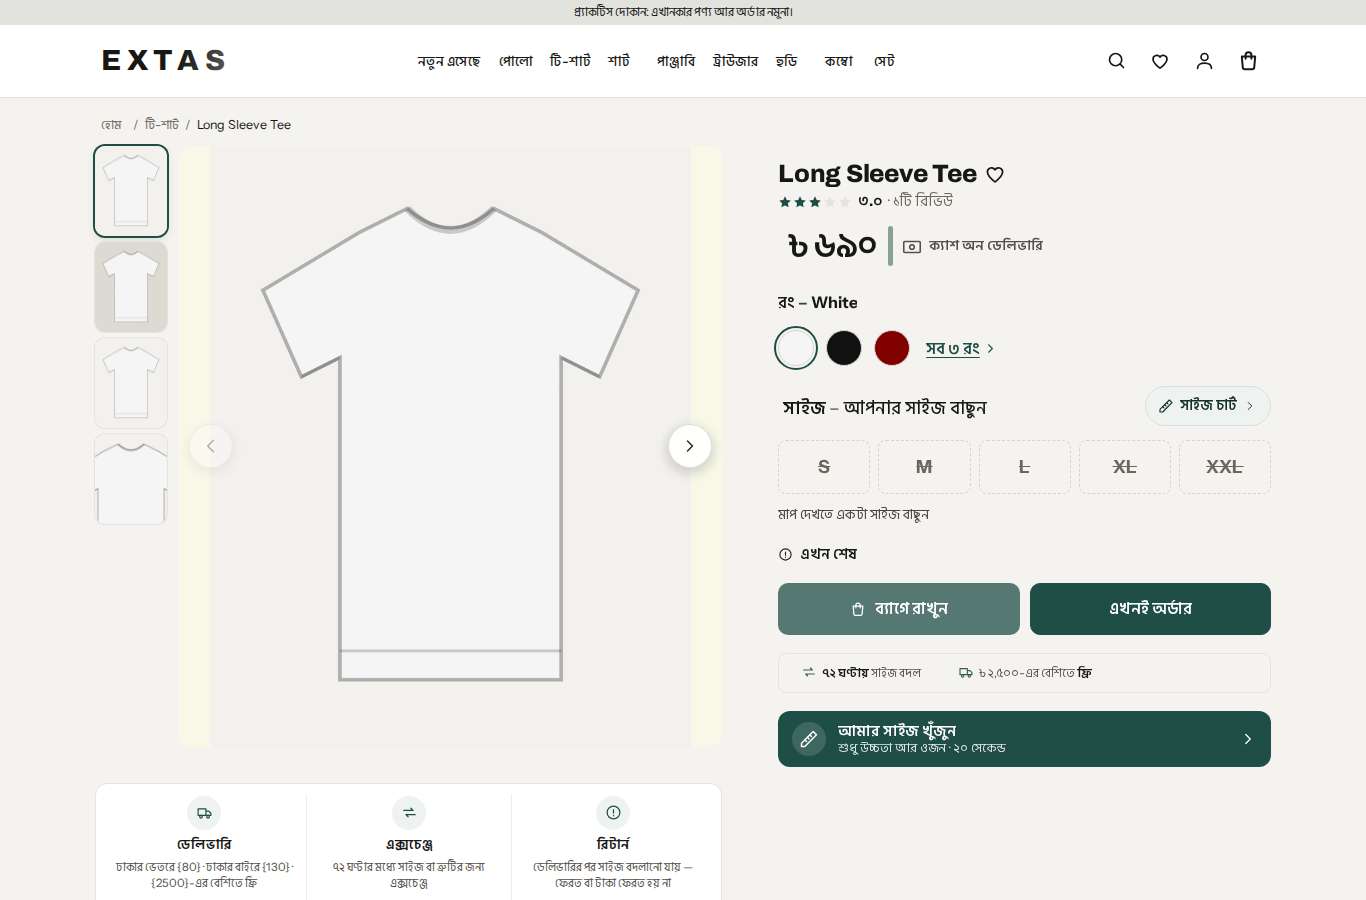 প্র্যাকটিস দোকান: এখানকার পণ্য আর অর্ডার নমুনা।
EXTAS
নতুন এসেছে পোলো টি-শার্ট শার্ট পাঞ্জাবি ট্রাউজার হুডি কম্বো সেট
হোম / টি-শার্ট / Long Sleeve Tee
Long Sleeve Tee
৩.০ · ১টি রিভিউ
৳ ৬৯০ ক্যাশ অন ডেলিভারি
রং – White
সব ৩ রং
সাইজ – আপনার সাইজ বাছুন
সাইজ চার্ট
S M L XL XXL
মাপ দেখতে একটা সাইজ বাছুন
এখন শেষ
ব্যাগে রাখুন
এখনই অর্ডার
৭২ ঘণ্টায় সাইজ বদল
৳২,৫০০-এর বেশিতে ফ্রি
আমার সাইজ খুঁজুন
শুধু উচ্চতা আর ওজন · ২০ সেকেন্ড
ডেলিভারি
ঢাকার ভেতরে {80} · ঢাকার বাইরে {130} ·
{2500}-এর বেশিতে ফ্রি
এক্সচেঞ্জ
৭২ ঘণ্টার মধ্যে সাইজ বা ত্রুটির জন্য
এক্সচেঞ্জ
রিটার্ন
ডেলিভারির পর সাইজ বদলানো যায় —
ফেরত বা টাকা ফেরত হয় না